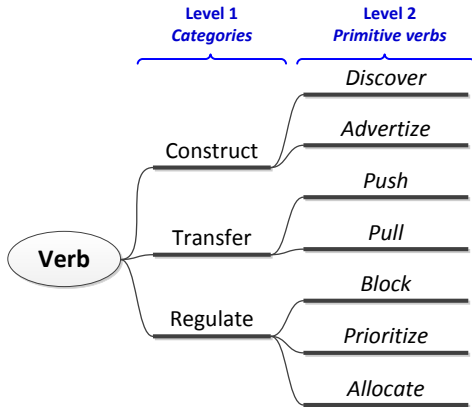 Level 1
Categories
Level 2
Primitive verbs
Verb
Construct
Discover
Advertize
Transfer
Push
Pull
Regulate
Block
Prioritize
Allocate